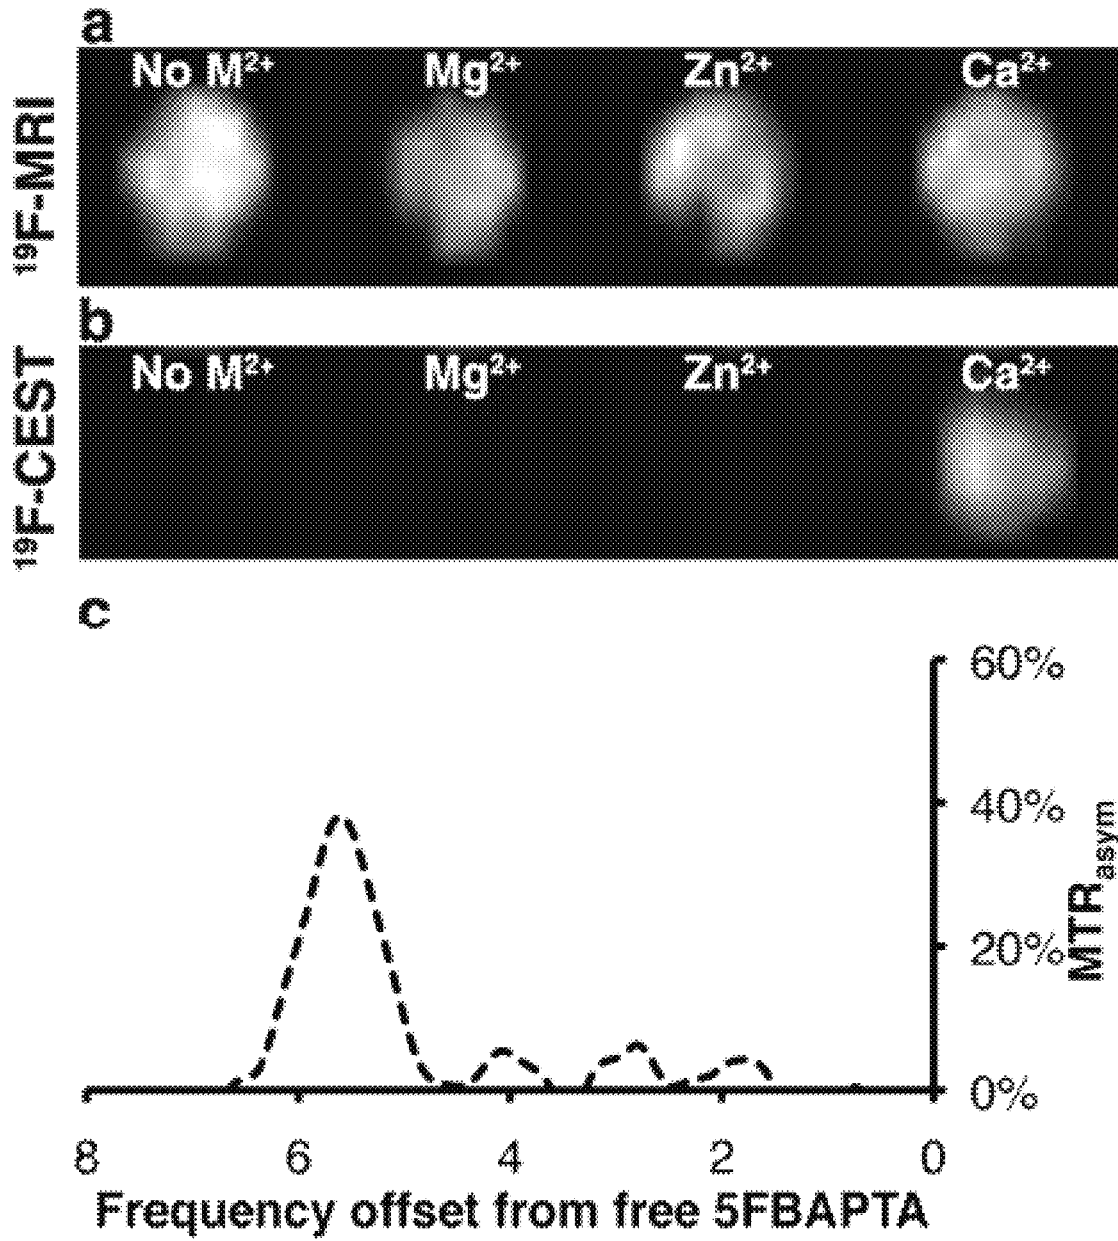 a
No M²⁺ Mg²⁺ Zn²⁺ Ca²⁺
¹⁹F-MRI
b
No M²⁺ Mg²⁺ Zn²⁺ Ca²⁺
¹⁹F-CEST
c
60%
40%
20%
0%
MTRasym
8 6 4 2 0
Frequency offset from free 5FBAPTA